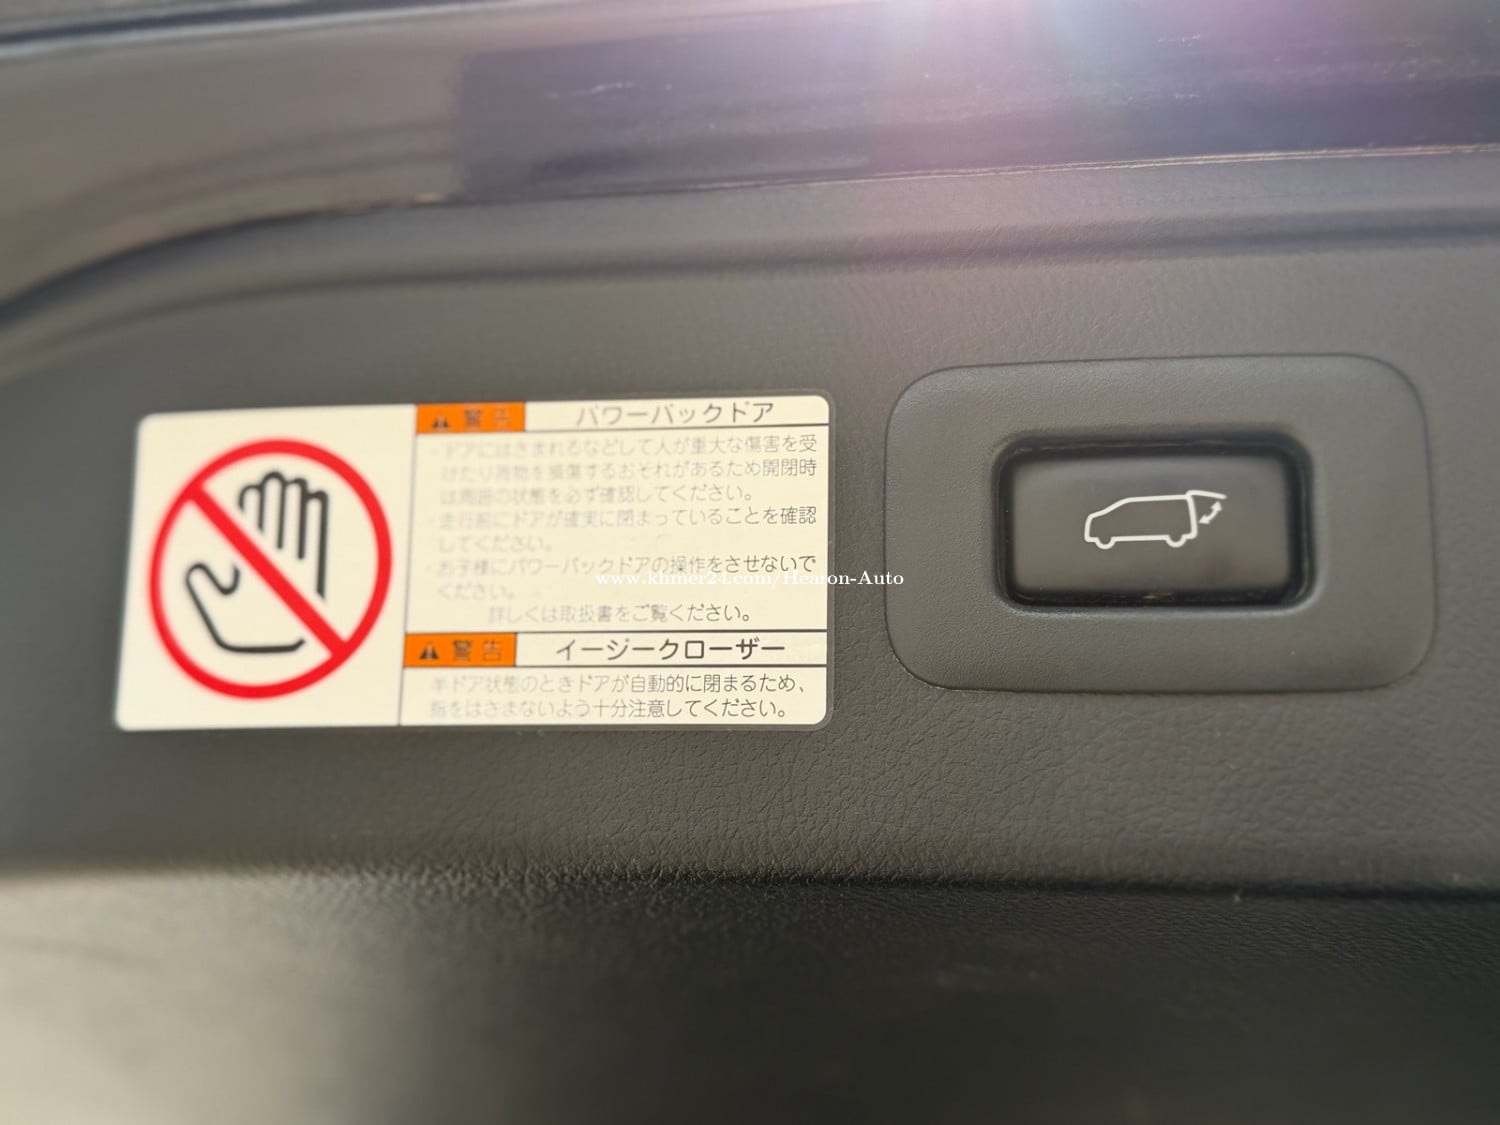 警告 パワーバックドア
・ドアにはさまれるなどして人が重大な傷害を受
けたり荷物を損傷するおそれがあるため開閉時
は周囲の状態を必ず確認してください。
・走行前にドアが確実に閉まっていることを確認
してください。
・お子様にパワーバックドアの操作をさせないで
ください。
詳しくは取扱書をご覧ください。
警告 イージークローザー
半ドア状態のときドアが自動的に閉まるため、
指をはさまないよう十分注意してください。
www.khmer24.com/Hearon-Auto